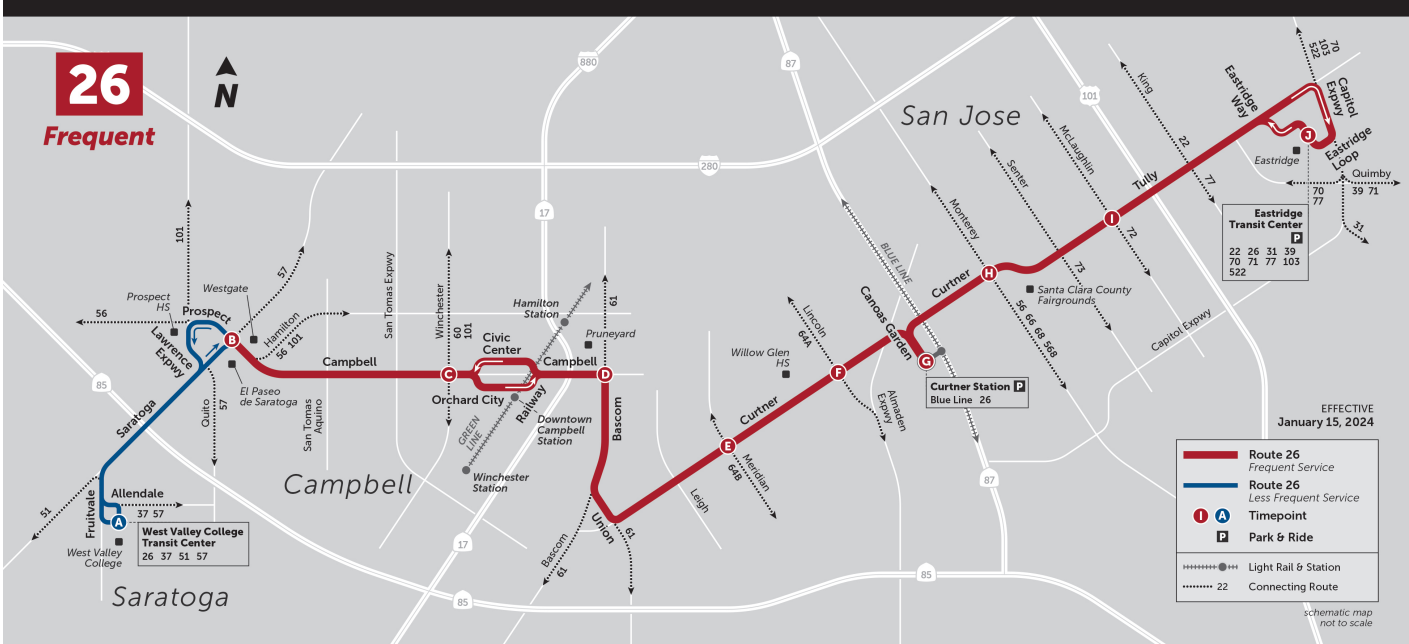 26
Frequent
N
880
87
101
280
17
San Jose
King
22
77
McLaughlin
Senter
Monterey
Tully
Eastridge
Way
70
103
522
Capitol
Expwy
J
Eastridge
Loop
Eastridge
Quimby
39 71
70
77
31
Eastridge
Transit Center
P
22 26 31 39
70 71 77 103
522
I
72
73
H
56 66 68 568
Santa Clara County
Fairgrounds
Capitol Expwy
BLUE LINE
Curtner
Canoas Garden
G
Curtner Station P
Blue Line 26
Lincoln
64A
Willow Glen
HS
F
Almaden
Expwy
Curtner
E
Meridian
64B
Leigh
87
85
101
57
Prospect
HS
Westgate
56
Prospect
Lawrence
Expwy
B
Hamilton
56 101
El Paseo
de Saratoga
Quito
57
85
Saratoga
San Tomas Expwy
San Tomas
Aquino
Campbell
Winchester
60
101
C
Civic
Center
Orchard City
Railway
Hamilton
Station
Pruneyard
61
Campbell
D
Bascom
GREEN
LINE
Downtown
Campbell
Station
Winchester
Station
Campbell
Union
61
Bascom
61
17
85
Fruitvale
Allendale
37 57
51
A
West Valley
College
West Valley College
Transit Center
26 37 51 57
Saratoga
EFFECTIVE
January 15, 2024
Route 26
Frequent Service
Route 26
Less Frequent Service
I A Timepoint
P Park & Ride
Light Rail & Station
22 Connecting Route
schematic map
not to scale